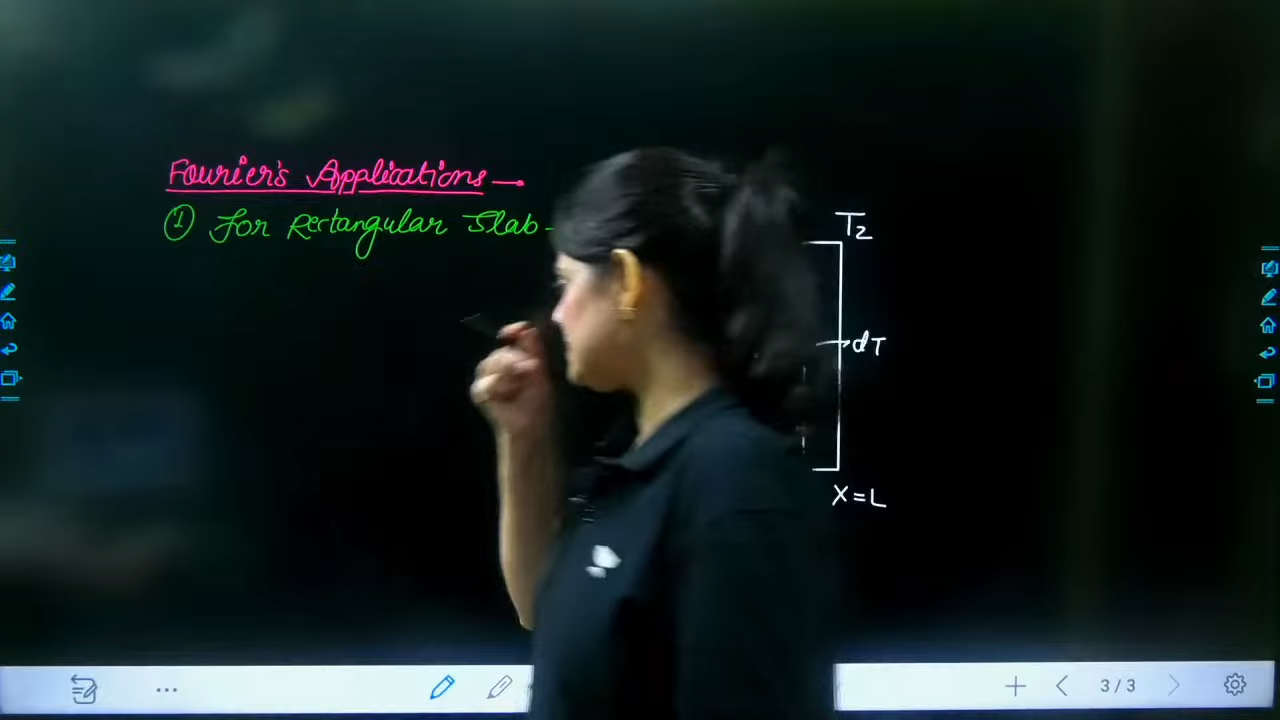 Fourier's Applications →
① for Rectangular Slab -
T2
dT
X=L
3/3